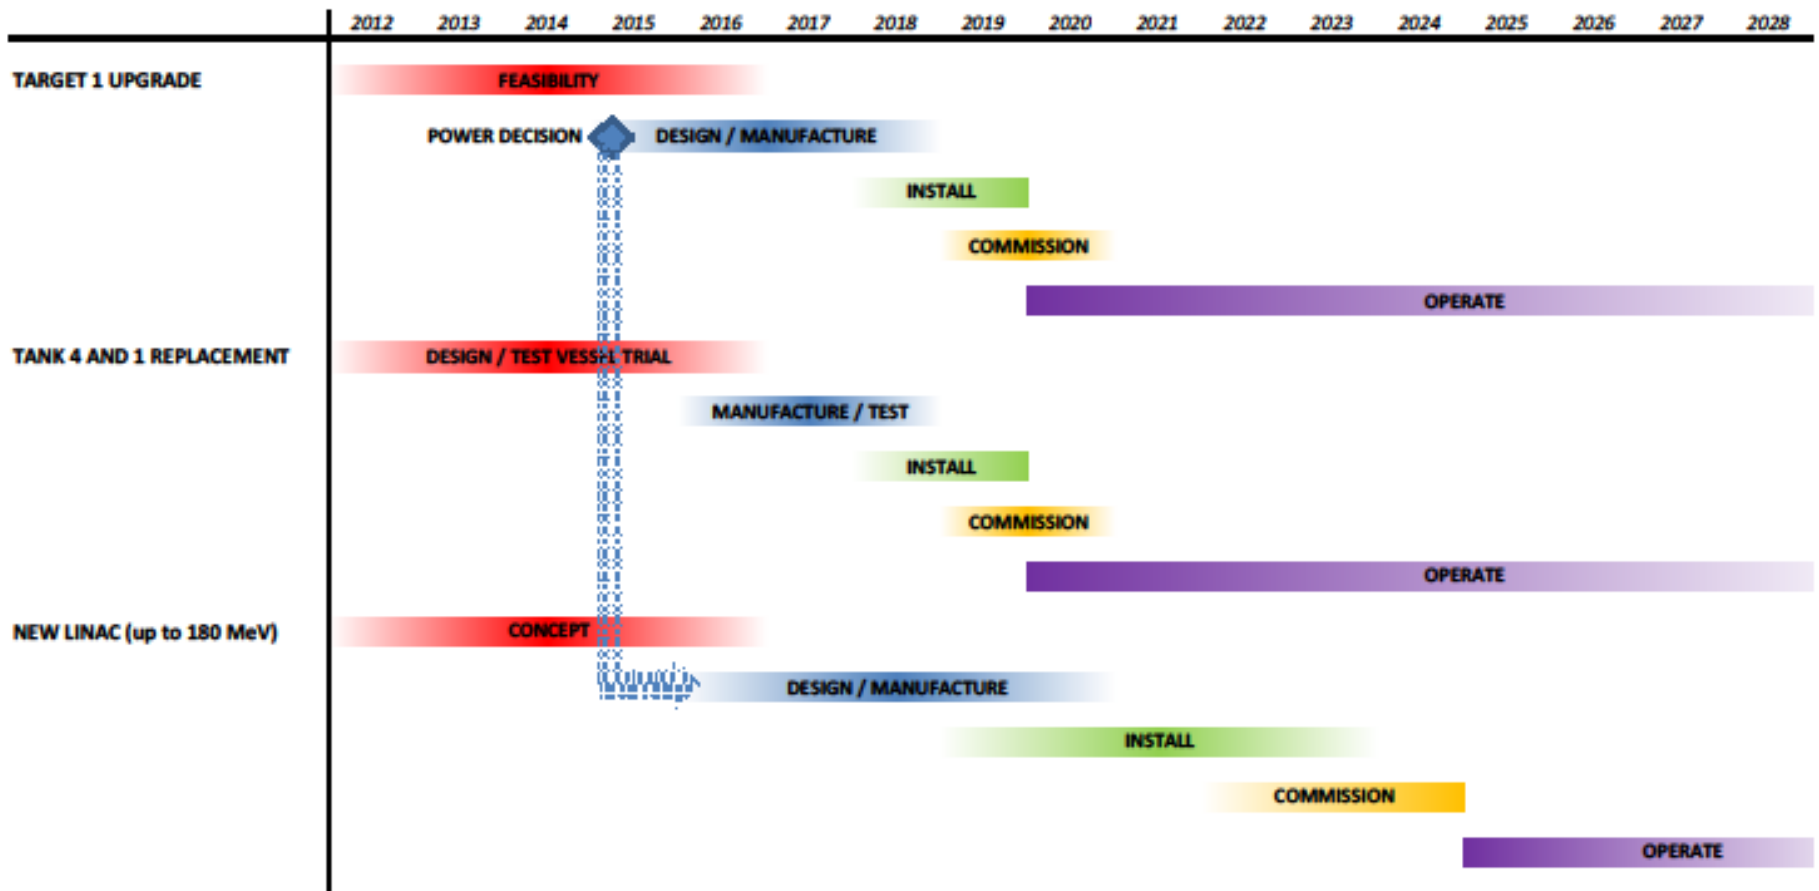 2012 2013 2014 2015 2016 2017 2018 2019 2020 2021 2022 2023 2024 2025 2026 2027 2028
TARGET 1 UPGRADE FEASIBILITY
POWER DECISION DESIGN / MANUFACTURE
INSTALL
COMMISSION
OPERATE
TANK 4 AND 1 REPLACEMENT DESIGN / TEST VESSEL TRIAL
MANUFACTURE / TEST
INSTALL
COMMISSION
OPERATE
NEW LINAC (up to 180 MeV) CONCEPT
DESIGN / MANUFACTURE
INSTALL
COMMISSION
OPERATE